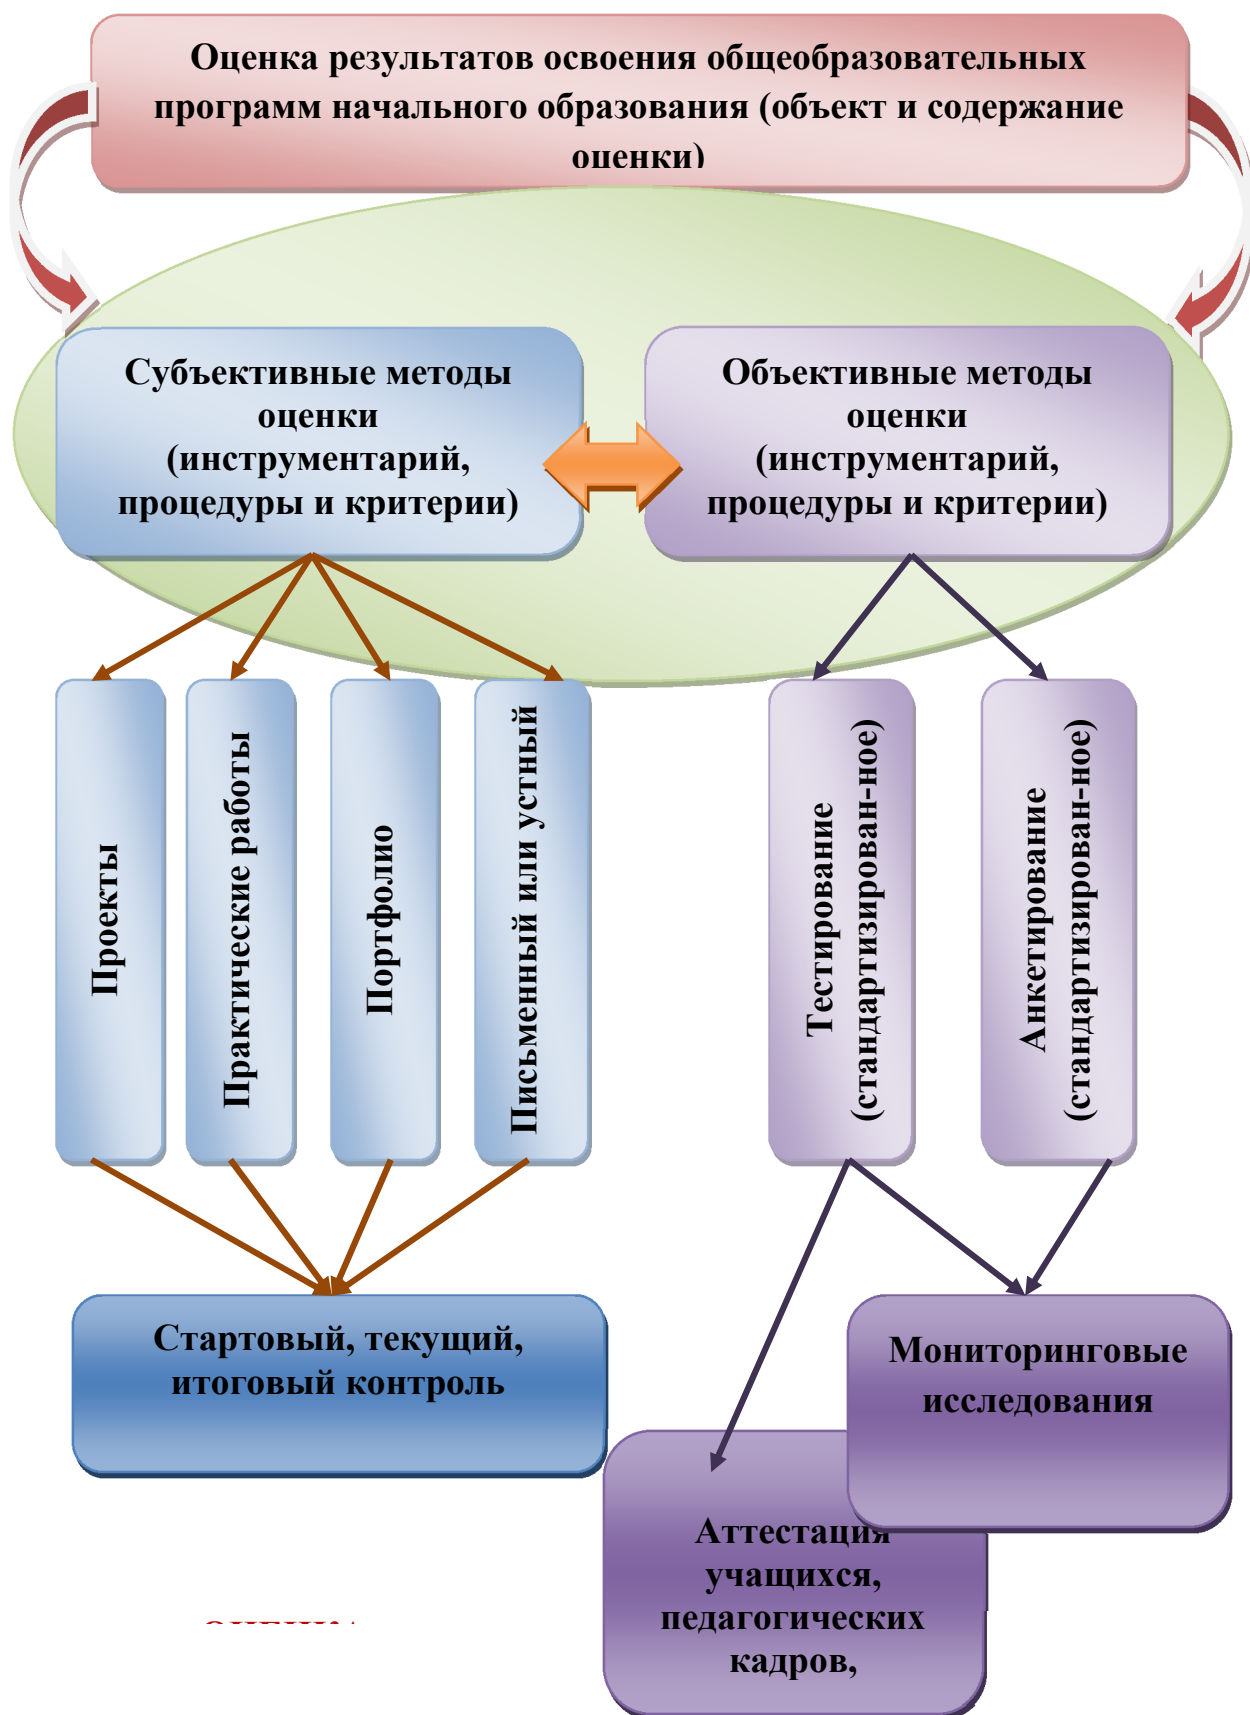 Оценка результатов освоения общеобразовательных
программ начального образования (объект и содержание
оценки)
Субъективные методы
оценки
(инструментарий,
процедуры и критерии)
Объективные методы
оценки
(инструментарий,
процедуры и критерии)
Проекты
Практические работы
Портфолио
Письменный или устный
Тестирование
(стандартизирован-ное)
Анкетирование
(стандартизирован-ное)
Стартовый, текущий,
итоговый контроль
Мониторинговые
исследования
Аттестация
учащихся,
педагогических
кадров,